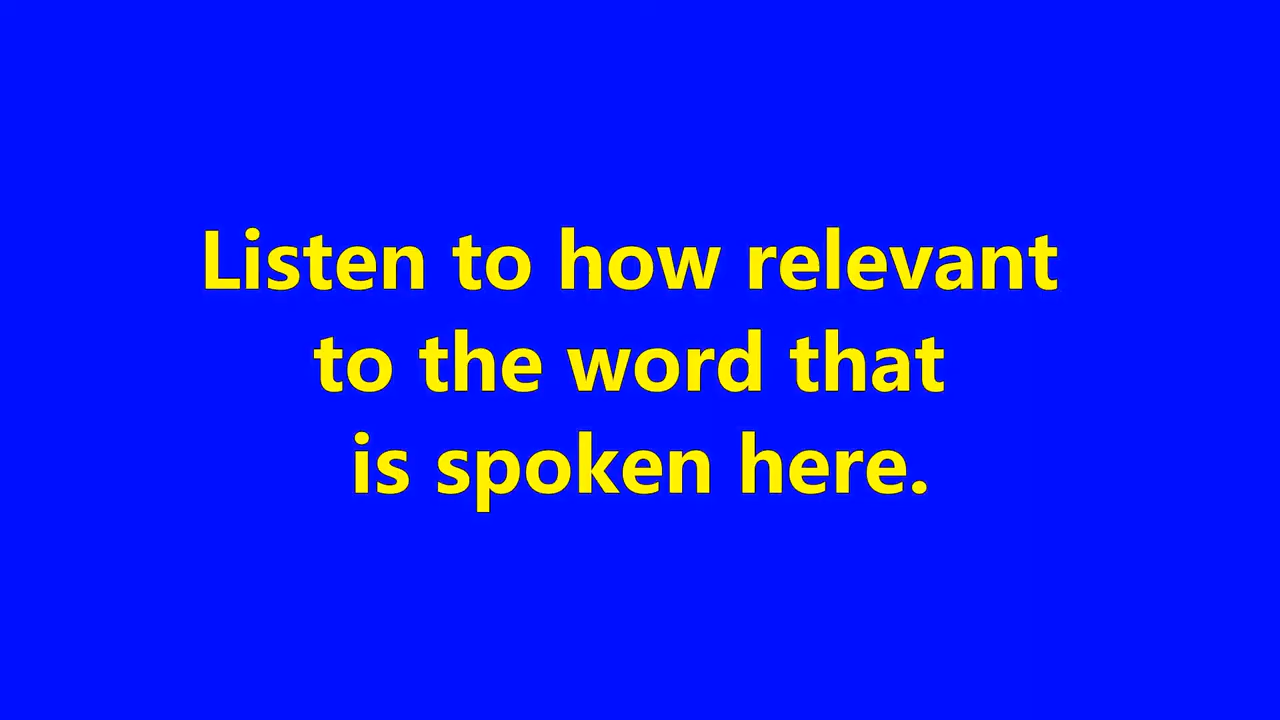 Listen to how relevant
to the word that
is spoken here.